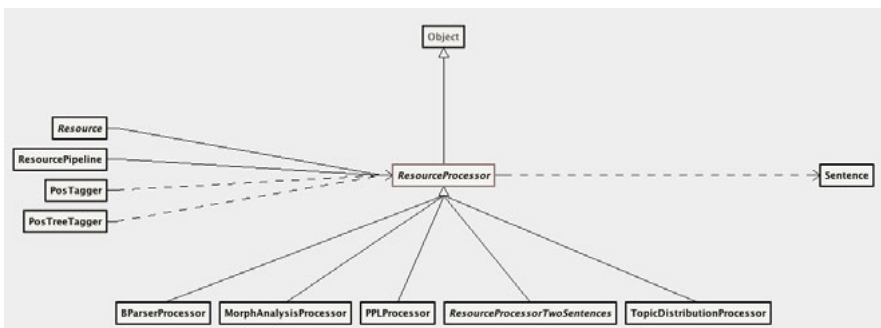 Object
Resource
ResourcePipeline
PosTagger
PosTreeTagger
ResourceProcessor
Sentence
BParserProcessor
MorphAnalysisProcessor
PPLProcessor
ResourceProcessorTwoSentences
TopicDistributionProcessor